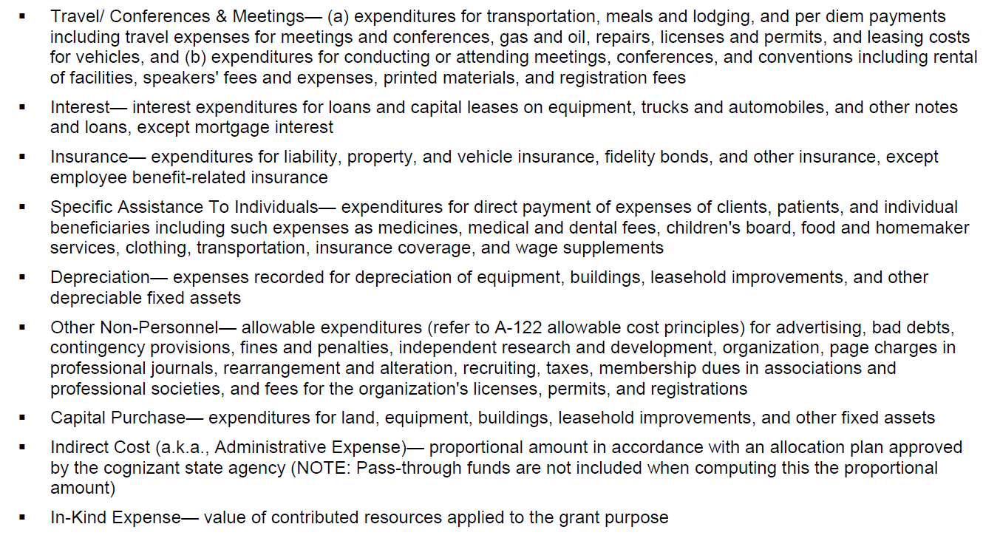 ▪ Travel/ Conferences & Meetings— (a) expenditures for transportation, meals and lodging, and per diem payments
including travel expenses for meetings and conferences, gas and oil, repairs, licenses and permits, and leasing costs
for vehicles, and (b) expenditures for conducting or attending meetings, conferences, and conventions including rental
of facilities, speakers' fees and expenses, printed materials, and registration fees
▪ Interest— interest expenditures for loans and capital leases on equipment, trucks and automobiles, and other notes
and loans, except mortgage interest
▪ Insurance— expenditures for liability, property, and vehicle insurance, fidelity bonds, and other insurance, except
employee benefit-related insurance
▪ Specific Assistance To Individuals— expenditures for direct payment of expenses of clients, patients, and individual
beneficiaries including such expenses as medicines, medical and dental fees, children's board, food and homemaker
services, clothing, transportation, insurance coverage, and wage supplements
▪ Depreciation— expenses recorded for depreciation of equipment, buildings, leasehold improvements, and other
depreciable fixed assets
▪ Other Non-Personnel— allowable expenditures (refer to A-122 allowable cost principles) for advertising, bad debts,
contingency provisions, fines and penalties, independent research and development, organization, page charges in
professional journals, rearrangement and alteration, recruiting, taxes, membership dues in associations and
professional societies, and fees for the organization's licenses, permits, and registrations
▪ Capital Purchase— expenditures for land, equipment, buildings, leasehold improvements, and other fixed assets
▪ Indirect Cost (a.k.a., Administrative Expense)— proportional amount in accordance with an allocation plan approved
by the cognizant state agency (NOTE: Pass-through funds are not included when computing this the proportional
amount)
▪ In-Kind Expense— value of contributed resources applied to the grant purpose